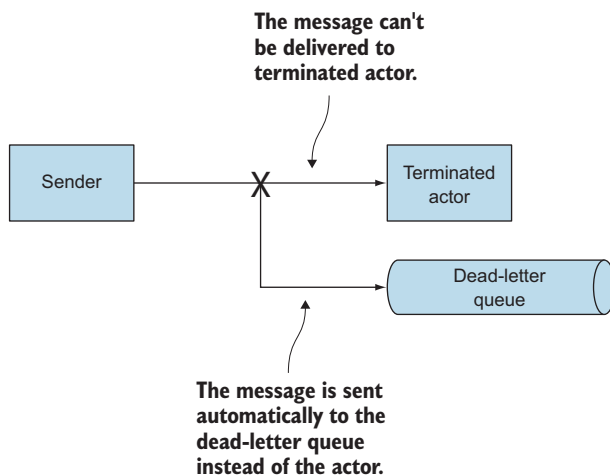 The message can't
be delivered to
terminated actor.
Sender
X
Terminated
actor
Dead-letter
queue
The message is sent
automatically to the
dead-letter queue
instead of the actor.